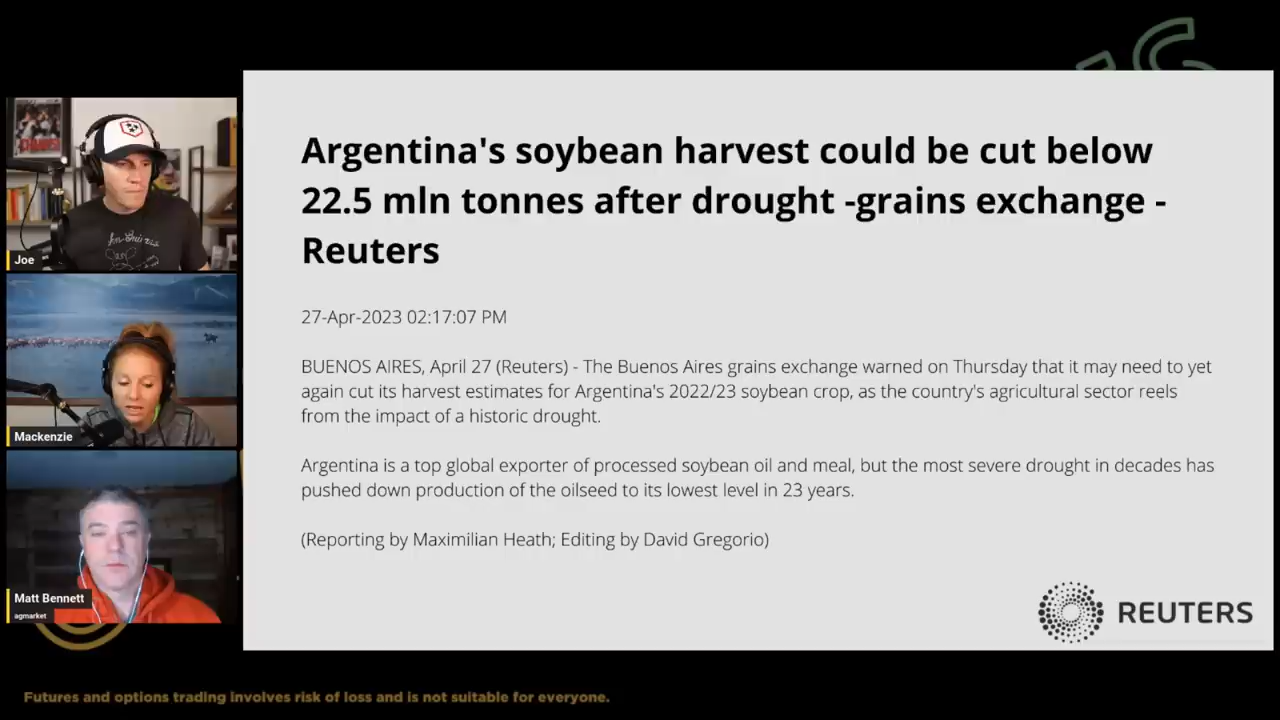 Argentina's soybean harvest could be cut below
22.5 mln tonnes after drought -grains exchange -
Reuters
27-Apr-2023 02:17:07 PM
BUENOS AIRES, April 27 (Reuters) - The Buenos Aires grains exchange warned on Thursday that it may need to yet
again cut its harvest estimates for Argentina's 2022/23 soybean crop, as the country's agricultural sector reels
from the impact of a historic drought.
Argentina is a top global exporter of processed soybean oil and meal, but the most severe drought in decades has
pushed down production of the oilseed to its lowest level in 23 years.
(Reporting by Maximilian Heath; Editing by David Gregorio)
REUTERS
Joe
Mackenzie
Matt Bennett
agmarket
Futures and options trading involves risk of loss and is not suitable for everyone.